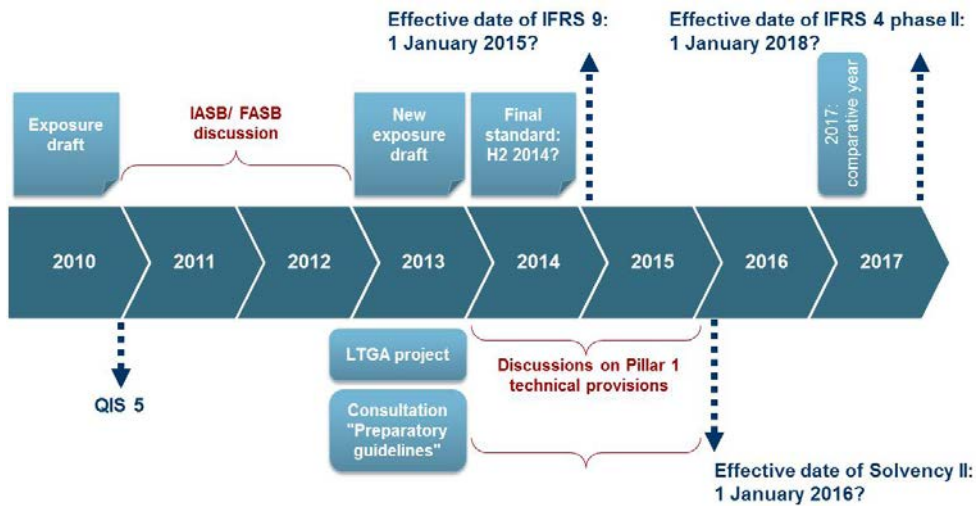 Effective date of IFRS 9:
1 January 2015?
Effective date of IFRS 4 phase II:
1 January 2018?
Exposure
draft
IASB/ FASB
discussion
New
exposure
draft
Final
standard:
H2 2014?
2017:
comparative year
2010
2011
2012
2013
2014
2015
2016
2017
QIS 5
LTGA project
Consultation
"Preparatory
guidelines"
Discussions on Pillar 1
technical provisions
Effective date of Solvency II:
1 January 2016?